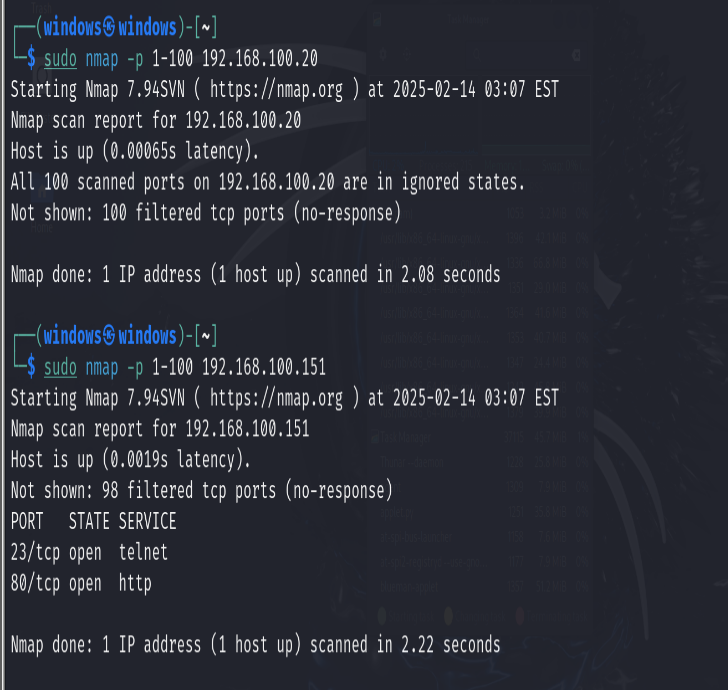 ┌──(windows㉿windows)-[~]
└─$ sudo nmap -p 1-100 192.168.100.20
Starting Nmap 7.94SVN ( https://nmap.org ) at 2025-02-14 03:07 EST
Nmap scan report for 192.168.100.20
Host is up (0.00065s latency).
All 100 scanned ports on 192.168.100.20 are in ignored states.
Not shown: 100 filtered tcp ports (no-response)
Nmap done: 1 IP address (1 host up) scanned in 2.08 seconds
┌──(windows㉿windows)-[~]
└─$ sudo nmap -p 1-100 192.168.100.151
Starting Nmap 7.94SVN ( https://nmap.org ) at 2025-02-14 03:07 EST
Nmap scan report for 192.168.100.151
Host is up (0.0019s latency).
Not shown: 98 filtered tcp ports (no-response)
PORT   STATE SERVICE
23/tcp open  telnet
80/tcp open  http
Nmap done: 1 IP address (1 host up) scanned in 2.22 seconds